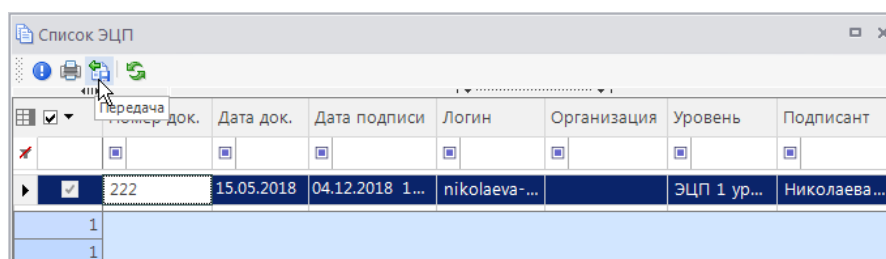 Список ЭЦП
Передача
Номер док. Дата док. Дата подписи Логин Организация Уровень Подписант
222 15.05.2018 04.12.2018 1... nikolaeva-... ЭЦП 1 ур... Николаева...
1
1